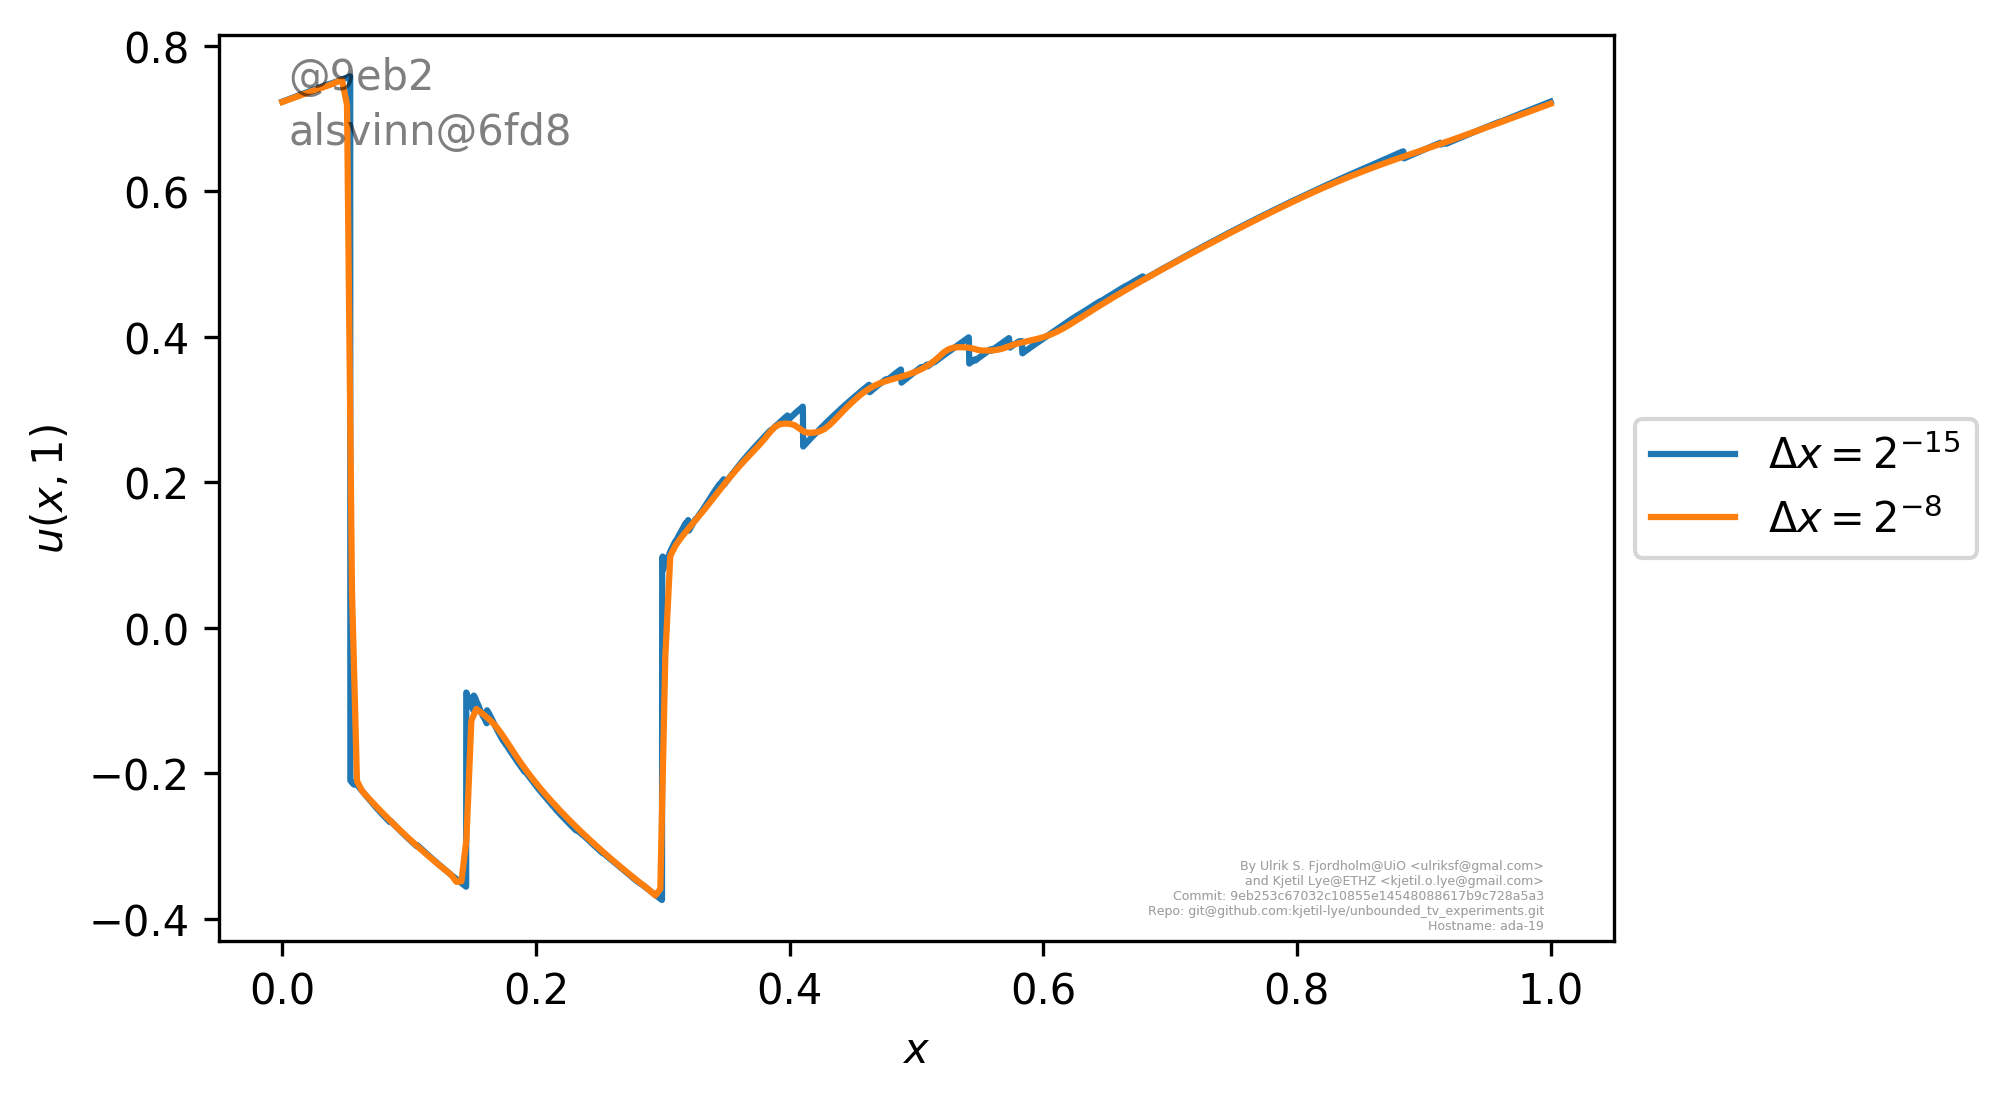 @9eb2
alsvinn@6fd8
0.8
0.6
0.4
0.2
0.0
−0.2
−0.4
u(x, 1)
0.0 0.2 0.4 0.6 0.8 1.0
x
Δx = 2⁻¹⁵
Δx = 2⁻⁸
By Ulrik S. Fjordholm@UiO <ulriksf@gmal.com>
and Kjetil Lye@ETHZ <kjetil.o.lye@gmail.com>
Commit: 9eb253c67032c10855e14548088617b9c728a5a3
Repo: git@github.com:kjetil-lye/unbounded_tv_experiments.git
Hostname: ada-19